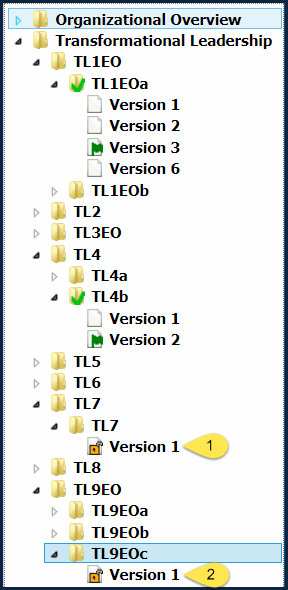 Organizational Overview
Transformational Leadership
TL1EO
TL1EOa
Version 1
Version 2
Version 3
Version 6
TL1EOb
TL2
TL3EO
TL4
TL4a
TL4b
Version 1
Version 2
TL5
TL6
TL7
TL7
Version 1 1
TL8
TL9EO
TL9EOa
TL9EOb
TL9EOc
Version 1 2